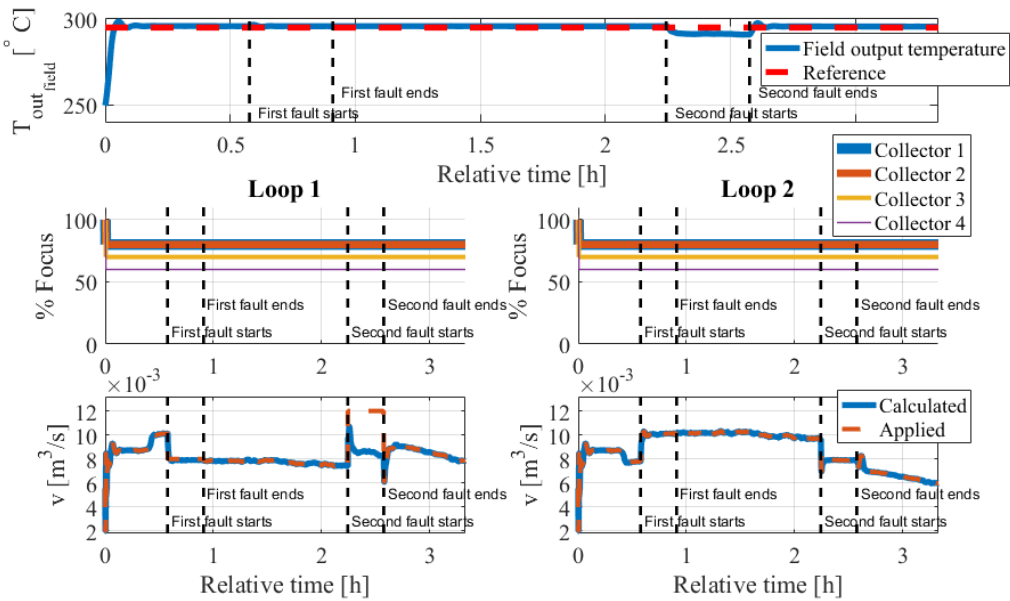 T_out_field [ ° C]
300
250
Field output temperature
Reference
First fault ends
Second fault ends
First fault starts
Second fault starts
0
0.5
1
1.5
2
2.5
Relative time [h]
Collector 1
Collector 2
Collector 3
Collector 4
Loop 1
% Focus
100
50
0
First fault ends
Second fault ends
First fault starts
Second fault starts
0
1
2
3
Loop 2
% Focus
100
50
0
First fault ends
Second fault ends
First fault starts
Second fault starts
0
1
2
3
×10^-3
v [m^3/s]
12
10
8
6
4
2
First fault ends
Second fault ends
First fault starts
Second fault starts
0
1
2
3
Relative time [h]
×10^-3
v [m^3/s]
12
10
8
6
4
2
Calculated
Applied
First fault ends
Second fault ends
First fault starts
Second fault starts
0
1
2
3
Relative time [h]